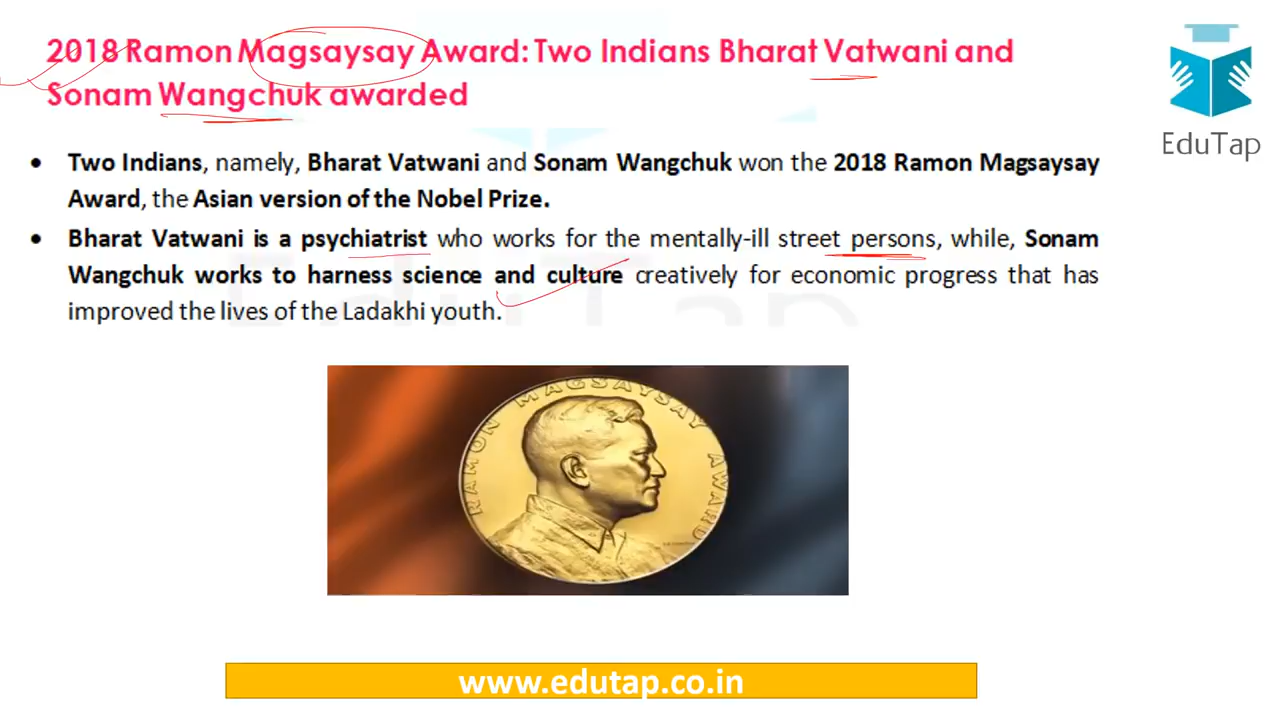 2018 Ramon Magsaysay Award: Two Indians Bharat Vatwani and
Sonam Wangchuk awarded
EduTap
• Two Indians, namely, Bharat Vatwani and Sonam Wangchuk won the 2018 Ramon Magsaysay
Award, the Asian version of the Nobel Prize.
• Bharat Vatwani is a psychiatrist who works for the mentally-ill street persons, while, Sonam
Wangchuk works to harness science and culture creatively for economic progress that has
improved the lives of the Ladakhi youth.
EduTap
RAMON MAGSAYSAY AWARD
www.edutap.co.in